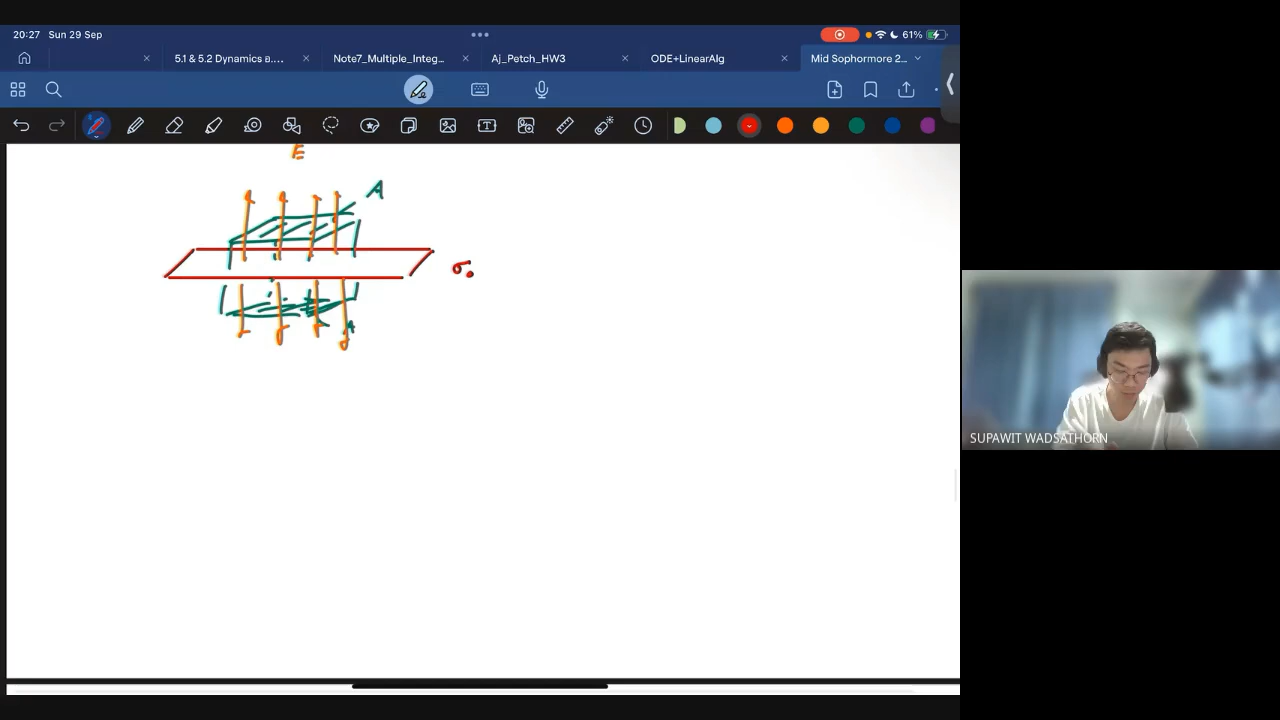 20:27 Sun 29 Sep
61%
5.1 & 5.2 Dynamics a....
Note7_Multiple_Integ...
Aj_Petch_HW3
ODE+LinearAlg
Mid Sophormore 2...
E
A
σ₀
A
SUPAWIT WADSATHORN